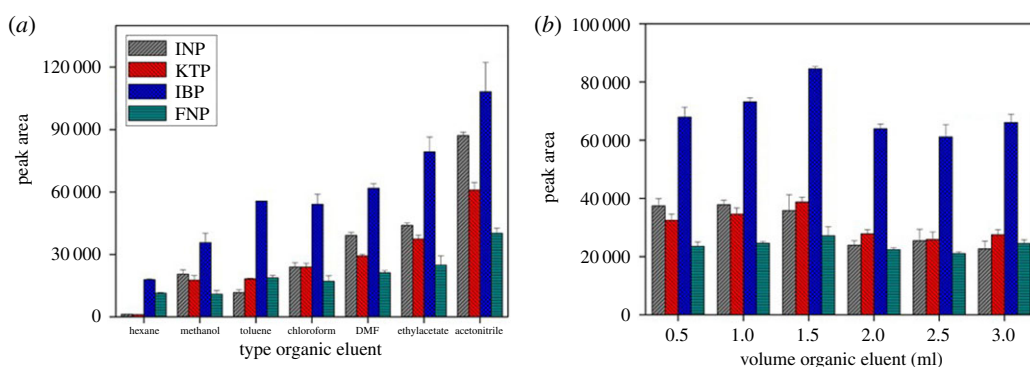 (a)
INP
KTP
IBP
FNP
120 000
90 000
60 000
30 000
0
peak area
hexane methanol toluene chloroform DMF ethylacetate acetonitrile
type organic eluent
(b)
100 000
80 000
60 000
40 000
20 000
0
peak area
0.5 1.0 1.5 2.0 2.5 3.0
volume organic eluent (ml)